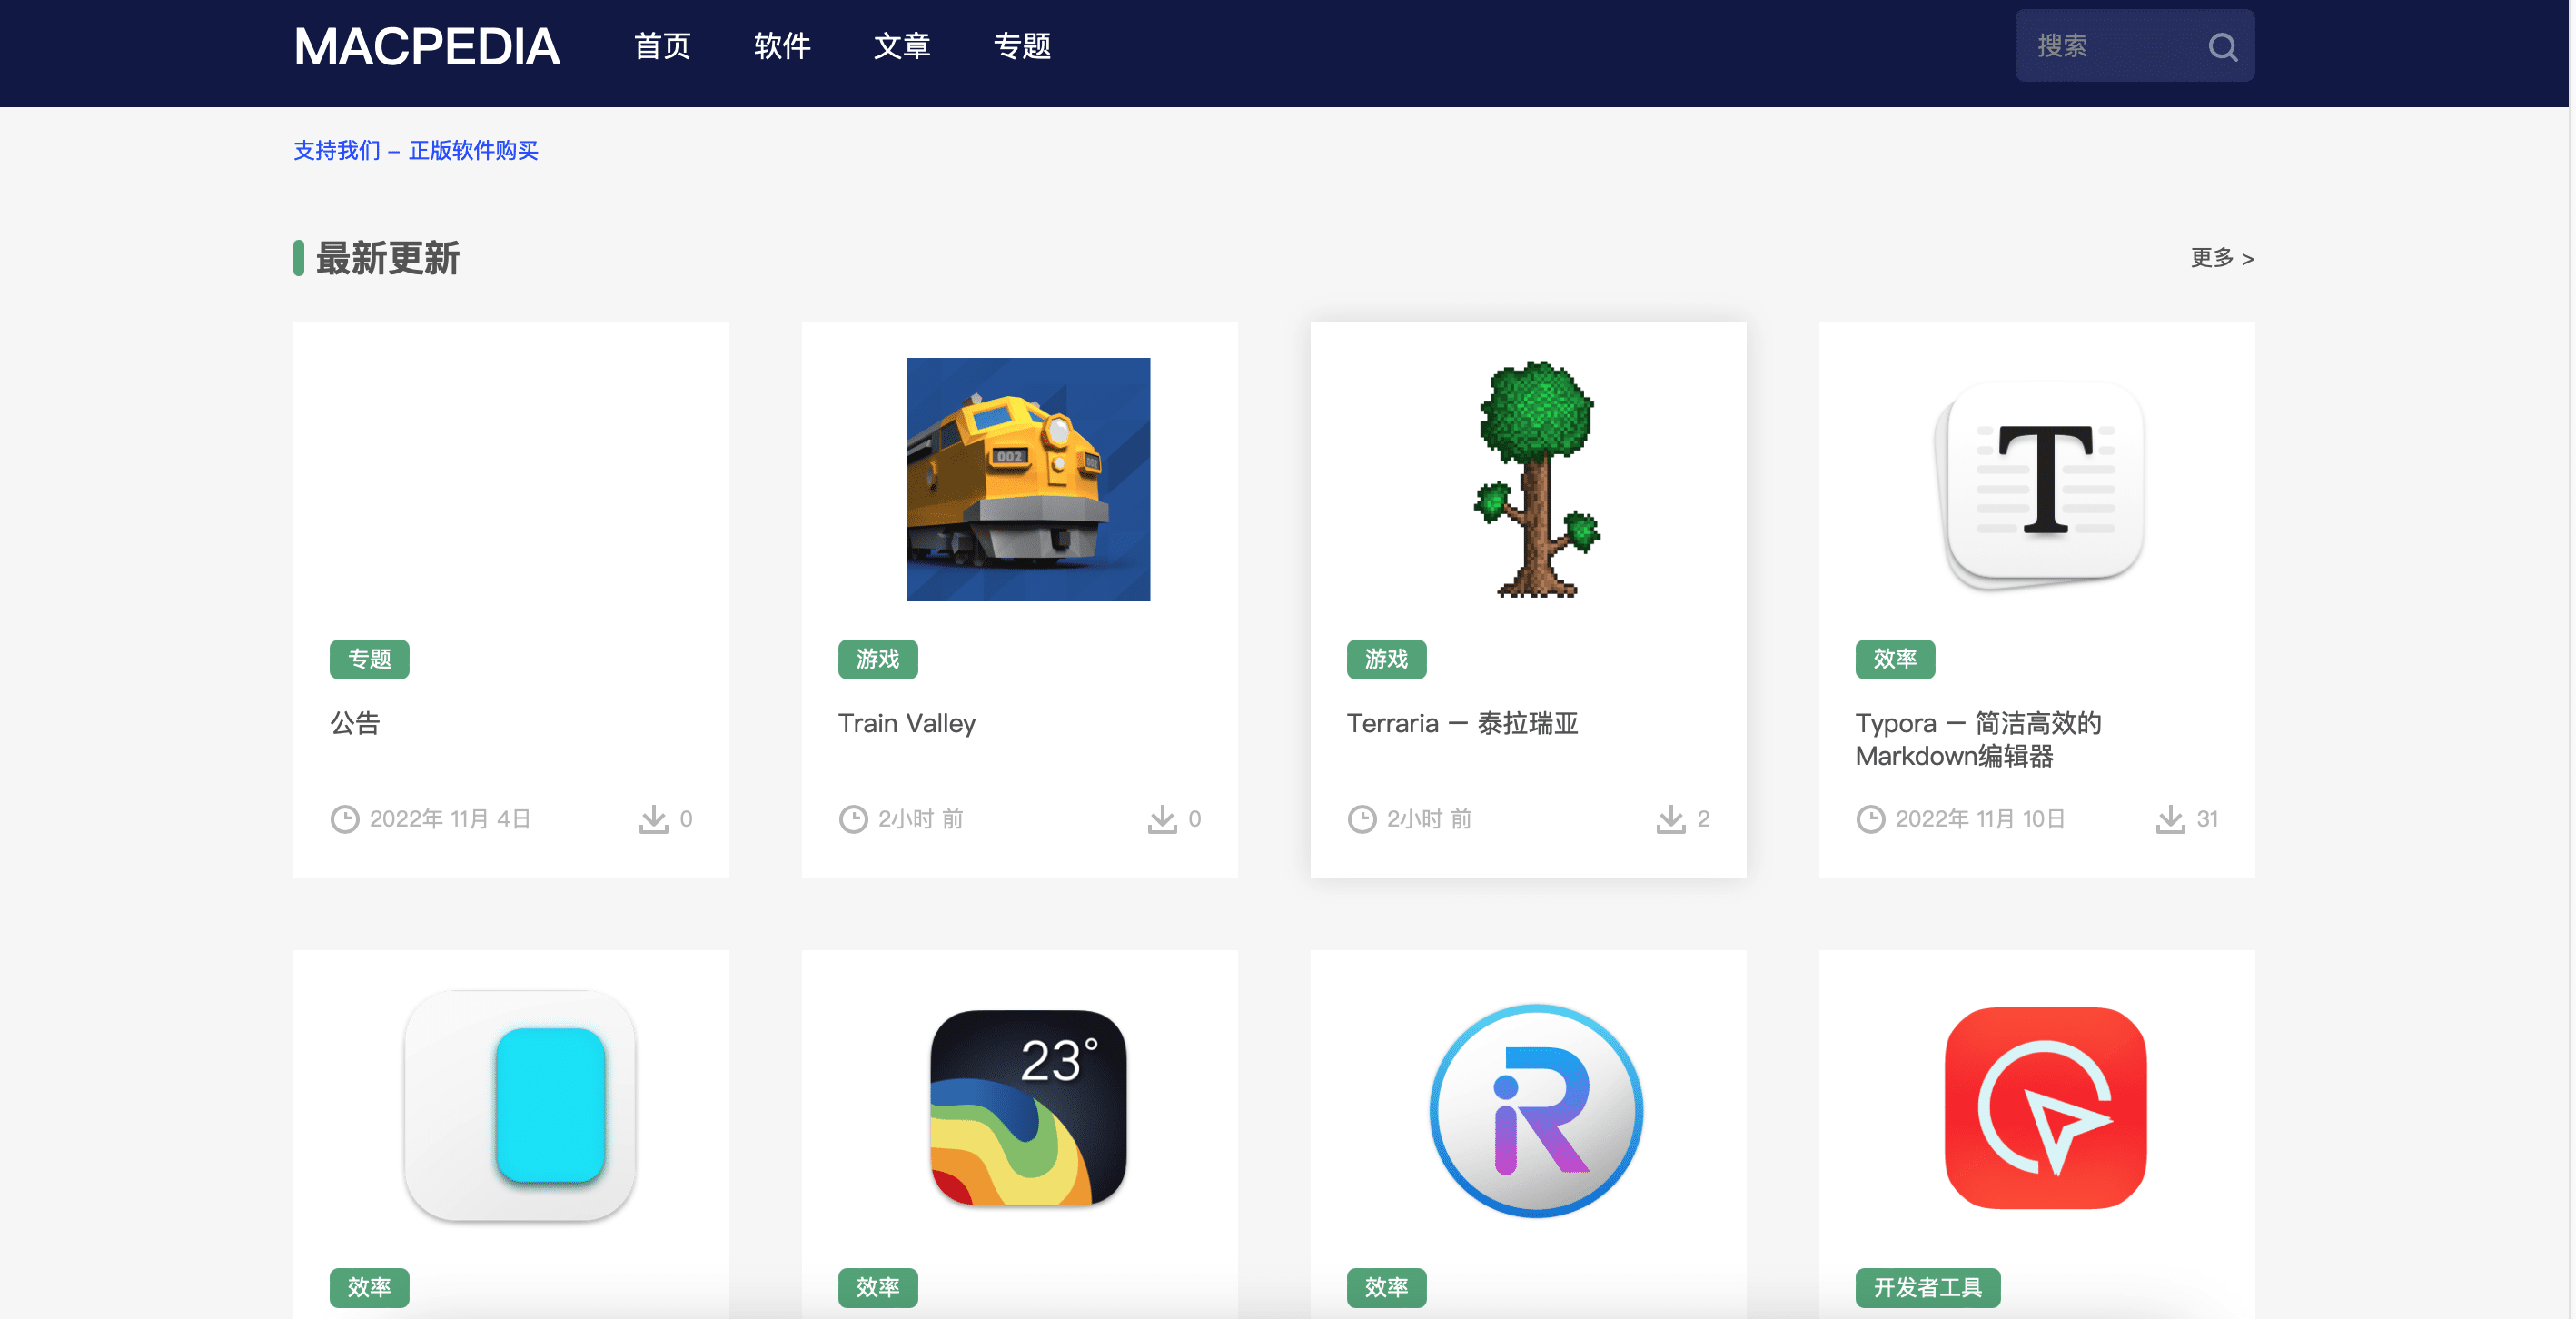 MACPEDIA 首页 软件 文章 专题 搜索
支持我们 – 正版软件购买
最新更新 更多 >
专题
公告
2022年 11月 4日 0
002
002
游戏
Train Valley
2小时 前 0
游戏
Terraria — 泰拉瑞亚
2小时 前 2
T
效率
Typora — 简洁高效的
Markdown编辑器
2022年 11月 10日 31
效率
23°
效率
iR
效率
开发者工具